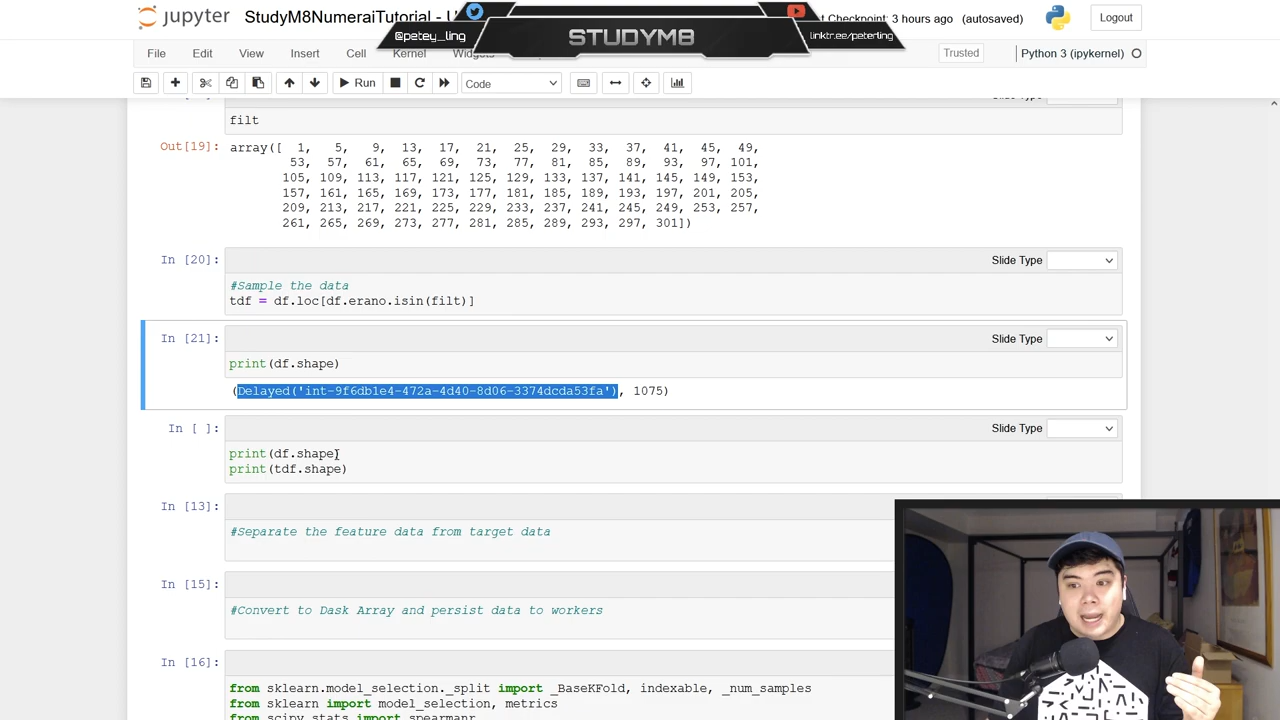 jupyter StudyM8NumeraiTutorial - U
t Checkpoint: 3 hours ago (autosaved)
Logout
@petey_ling
STUDYM8
linktr.ee/peterling
File Edit View Insert Cell Kernel Widgets
Trusted
Python 3 (ipykernel)
Run
Code
Slide Type
filt
Out[19]: array([ 1, 5, 9, 13, 17, 21, 25, 29, 33, 37, 41, 45, 49,
53, 57, 61, 65, 69, 73, 77, 81, 85, 89, 93, 97, 101,
105, 109, 113, 117, 121, 125, 129, 133, 137, 141, 145, 149, 153,
157, 161, 165, 169, 173, 177, 181, 185, 189, 193, 197, 201, 205,
209, 213, 217, 221, 225, 229, 233, 237, 241, 245, 249, 253, 257,
261, 265, 269, 273, 277, 281, 285, 289, 293, 297, 301])
In [20]: Slide Type
#Sample the data
tdf = df.loc[df.erano.isin(filt)]
In [21]: Slide Type
print(df.shape)
(Delayed('int-9f6db1e4-472a-4d40-8d06-3374dcda53fa'), 1075)
In [ ]: Slide Type
print(df.shape)
print(tdf.shape)
In [13]:
#Separate the feature data from target data
In [15]:
#Convert to Dask Array and persist data to workers
In [16]:
from sklearn.model_selection._split import _BaseKFold, indexable, _num_samples
from sklearn import model_selection, metrics
from scipy.stats import spearmanr